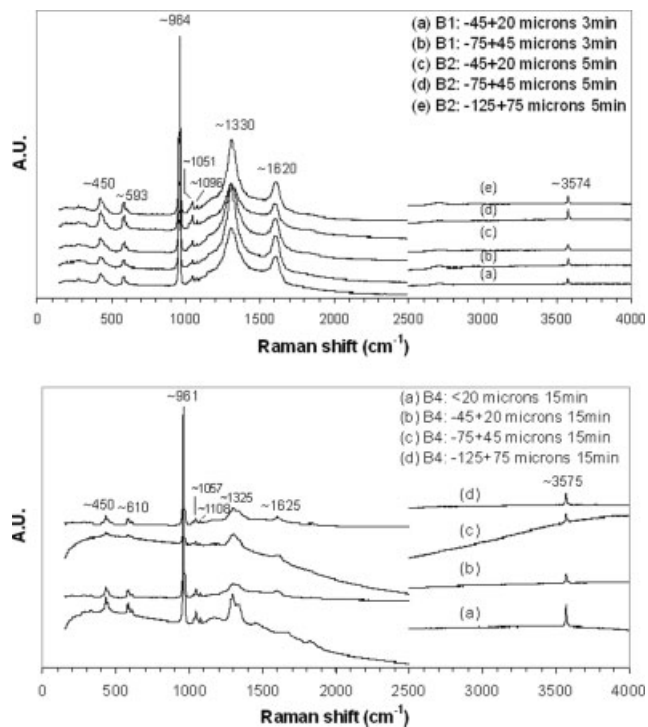 ~964
(a) B1: -45+20 microns 3min
(b) B1: -75+45 microns 3min
(c) B2: -45+20 microns 5min
(d) B2: -75+45 microns 5min
(e) B2: -125+75 microns 5min
~1330
~1051
~1620
~1096
~450
~593
~3574
(e)
(d)
(c)
(b)
(a)
A.U.
0 500 1000 1500 2000 2500 3000 3500 4000
Raman shift (cm-1)
~961
(a) B4: <20 microns 15min
(b) B4: -45+20 microns 15min
(c) B4: -75+45 microns 15min
(d) B4: -125+75 microns 15min
~1057
~1325
~450
~610
~1108
~1625
~3575
(d)
(c)
(b)
(a)
A.U.
0 500 1000 1500 2000 2500 3000 3500 4000
Raman shift (cm-1)